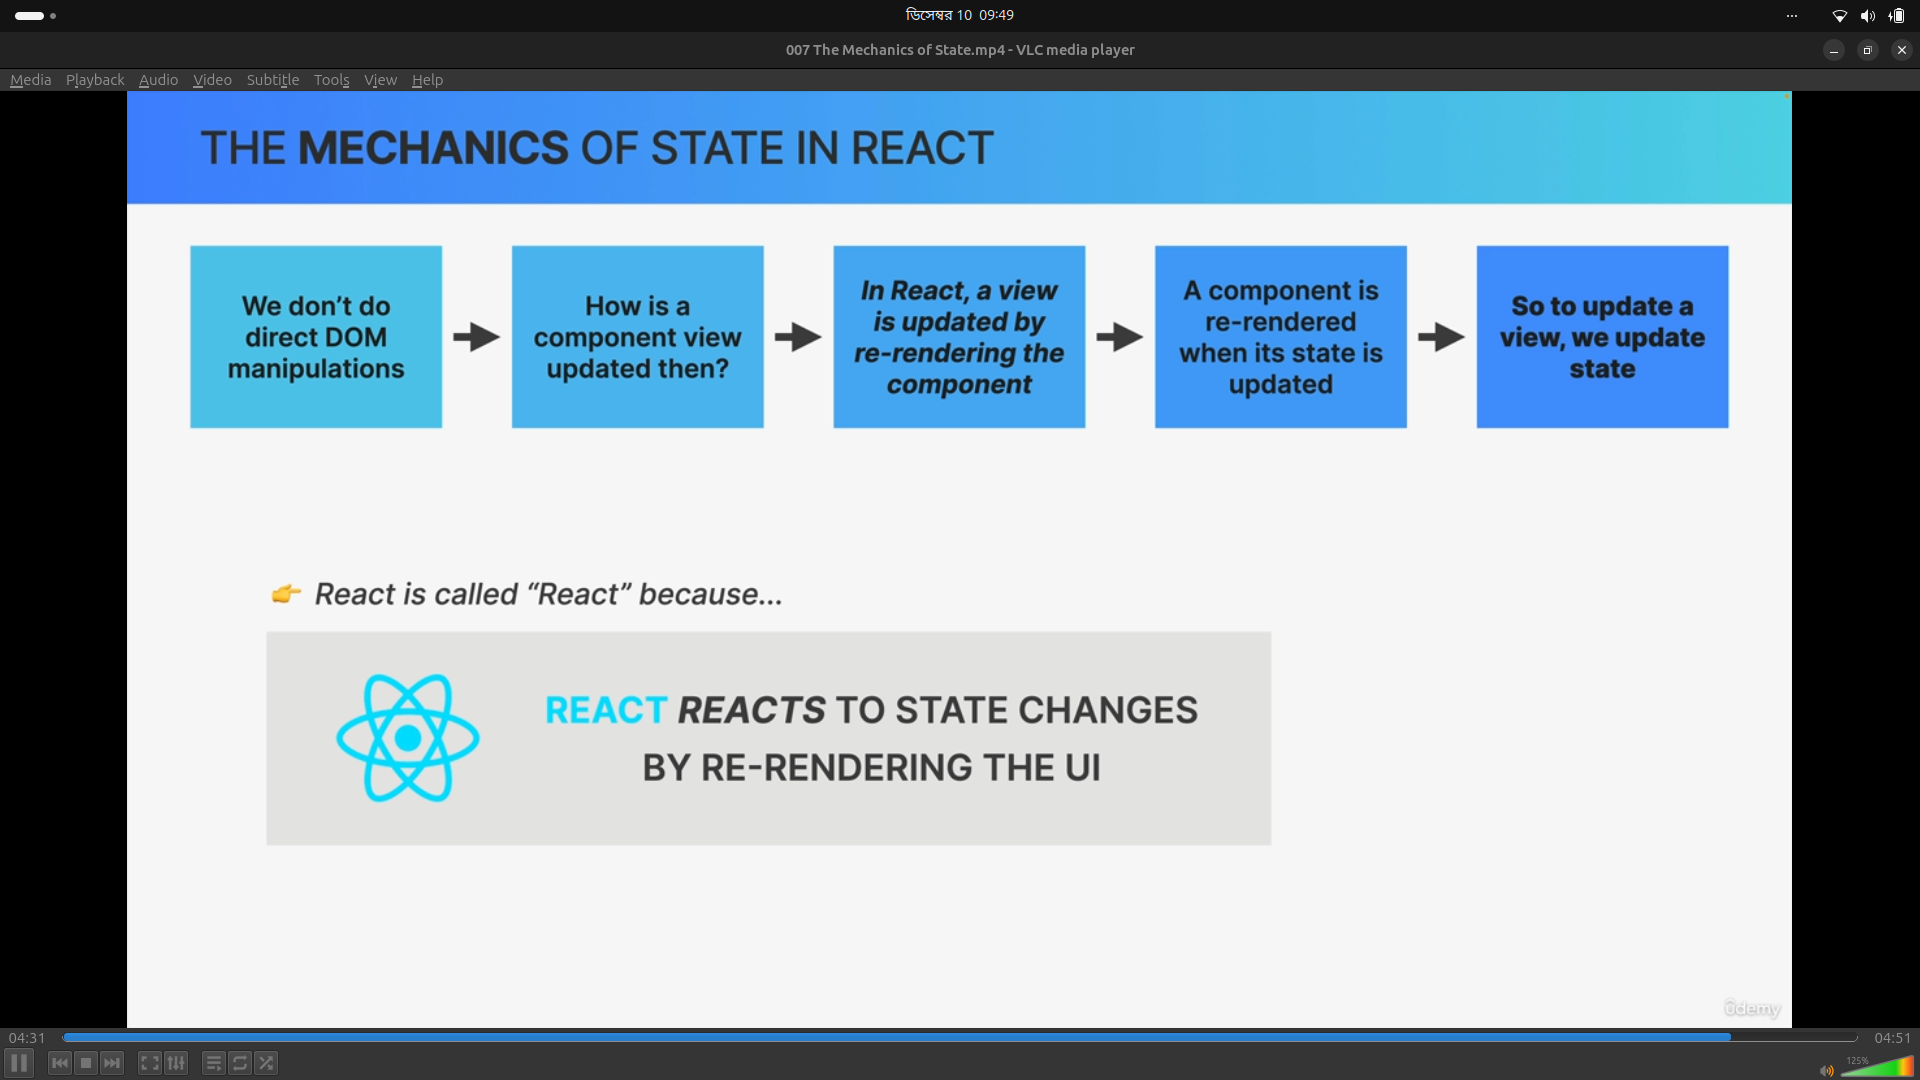 ডিসেম্বর 10 09:49
007 The Mechanics of State.mp4 - VLC media player
Media Playback Audio Video Subtitle Tools View Help
THE MECHANICS OF STATE IN REACT
We don’t do
direct DOM
manipulations
How is a
component view
updated then?
In React, a view
is updated by
re-rendering the
component
A component is
re-rendered
when its state is
updated
So to update a
view, we update
state
React is called “React” because...
REACT REACTS TO STATE CHANGES
BY RE-RENDERING THE UI
ûdemy
04:31
04:51
125%